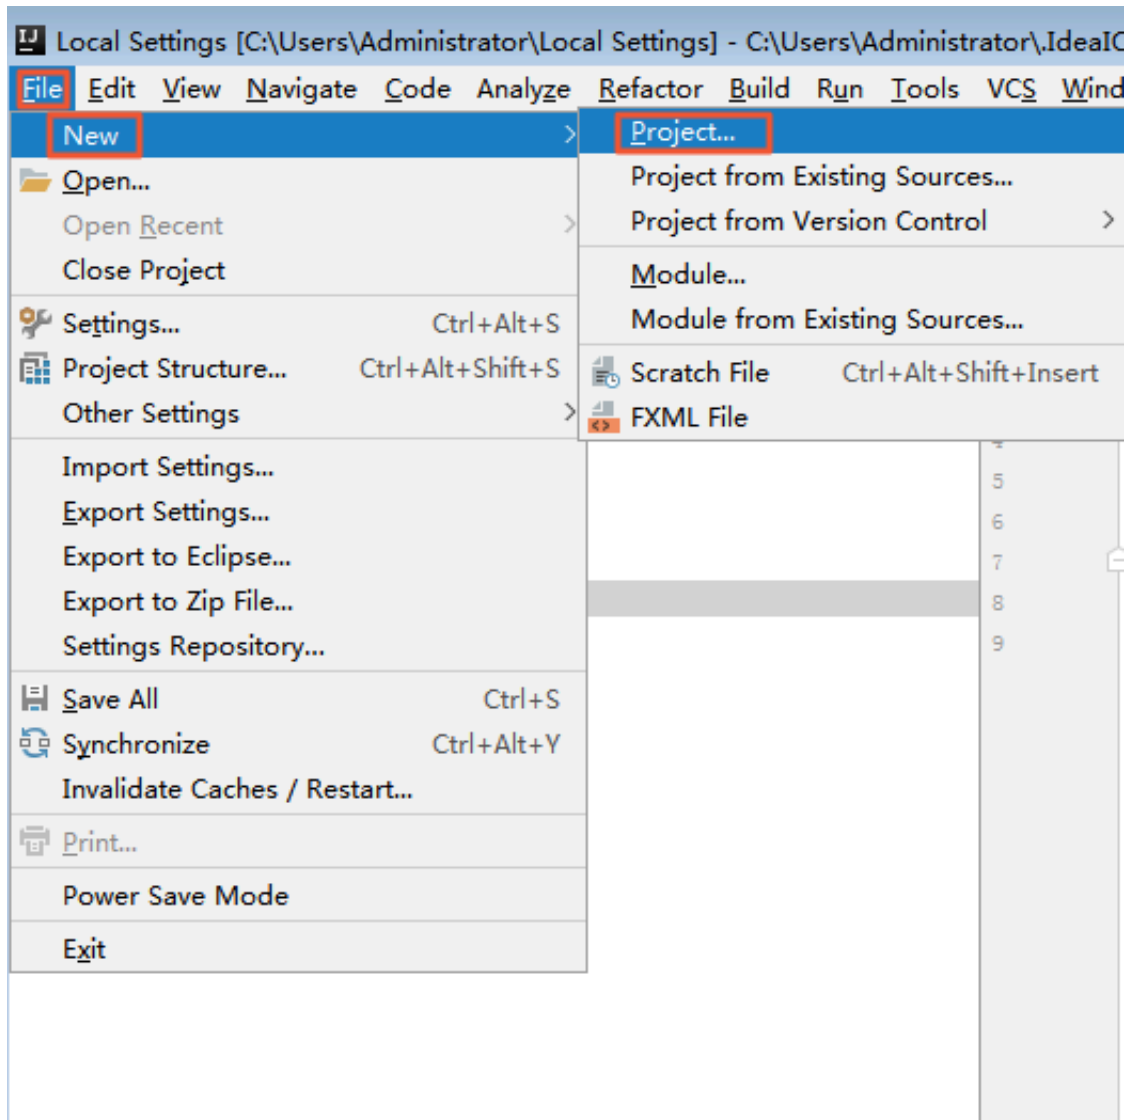 IJ Local Settings [C:\Users\Administrator\Local Settings] - C:\Users\Administrator\.IdeaIC
File Edit View Navigate Code Analyze Refactor Build Run Tools VCS Wind
New
Open...
Open Recent
Close Project
Settings... Ctrl+Alt+S
Project Structure... Ctrl+Alt+Shift+S
Other Settings
Import Settings...
Export Settings...
Export to Eclipse...
Export to Zip File...
Settings Repository...
Save All Ctrl+S
Synchronize Ctrl+Alt+Y
Invalidate Caches / Restart...
Print...
Power Save Mode
Exit
Project...
Project from Existing Sources...
Project from Version Control
Module...
Module from Existing Sources...
Scratch File Ctrl+Alt+Shift+Insert
FXML File
5
6
7
8
9